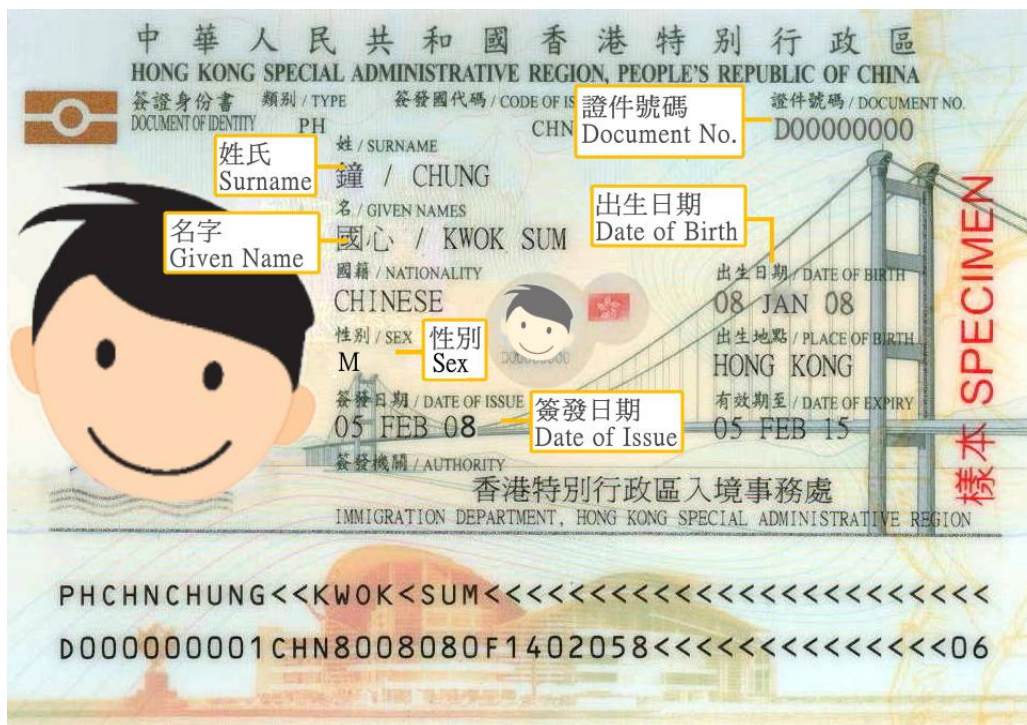 中華人民共和國香港特別行政區
HONG KONG SPECIAL ADMINISTRATIVE REGION, PEOPLE'S REPUBLIC OF CHINA
簽證身份書 類別 / TYPE 簽發國代碼 / CODE OF IS 證件號碼 / DOCUMENT NO.
DOCUMENT OF IDENTITY PH CHN D00000000
證件號碼
Document No.
姓 / SURNAME
姓氏
Surname
鐘 / CHUNG
名 / GIVEN NAMES
名字
Given Name
國心 / KWOK SUM
出生日期
Date of Birth
國籍 / NATIONALITY 出生日期 / DATE OF BIRTH
CHINESE 08 JAN 08
性別 / SEX 出生地點 / PLACE OF BIRTH
性別
Sex
M HONG KONG
簽發日期 / DATE OF ISSUE 有效期至 / DATE OF EXPIRY
簽發日期
Date of Issue
05 FEB 08 05 FEB 15
簽發機關 / AUTHORITY
香港特別行政區入境事務處
IMMIGRATION DEPARTMENT, HONG KONG SPECIAL ADMINISTRATIVE REGION
樣本 SPECIMEN
PHCHNCHUNG<<KWOK<SUM<<<<<<<<<<<<<<<<<<<<<<<<
D000000001CHN8008080F1402058<<<<<<<<<<<<<<06